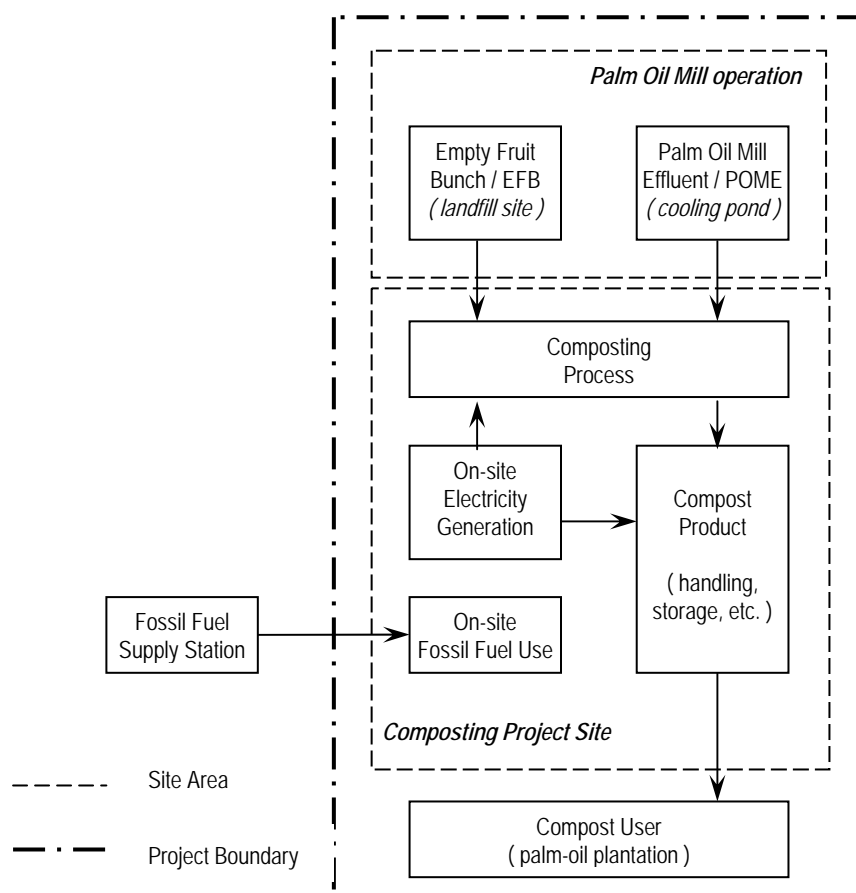 Palm Oil Mill operation
Empty Fruit
Bunch / EFB
( landfill site )
Palm Oil Mill
Effluent / POME
( cooling pond )
Composting
Process
On-site
Electricity
Generation
Compost
Product
( handling,
storage, etc. )
Fossil Fuel
Supply Station
On-site
Fossil Fuel Use
Composting Project Site
Site Area
Project Boundary
Compost User
( palm-oil plantation )